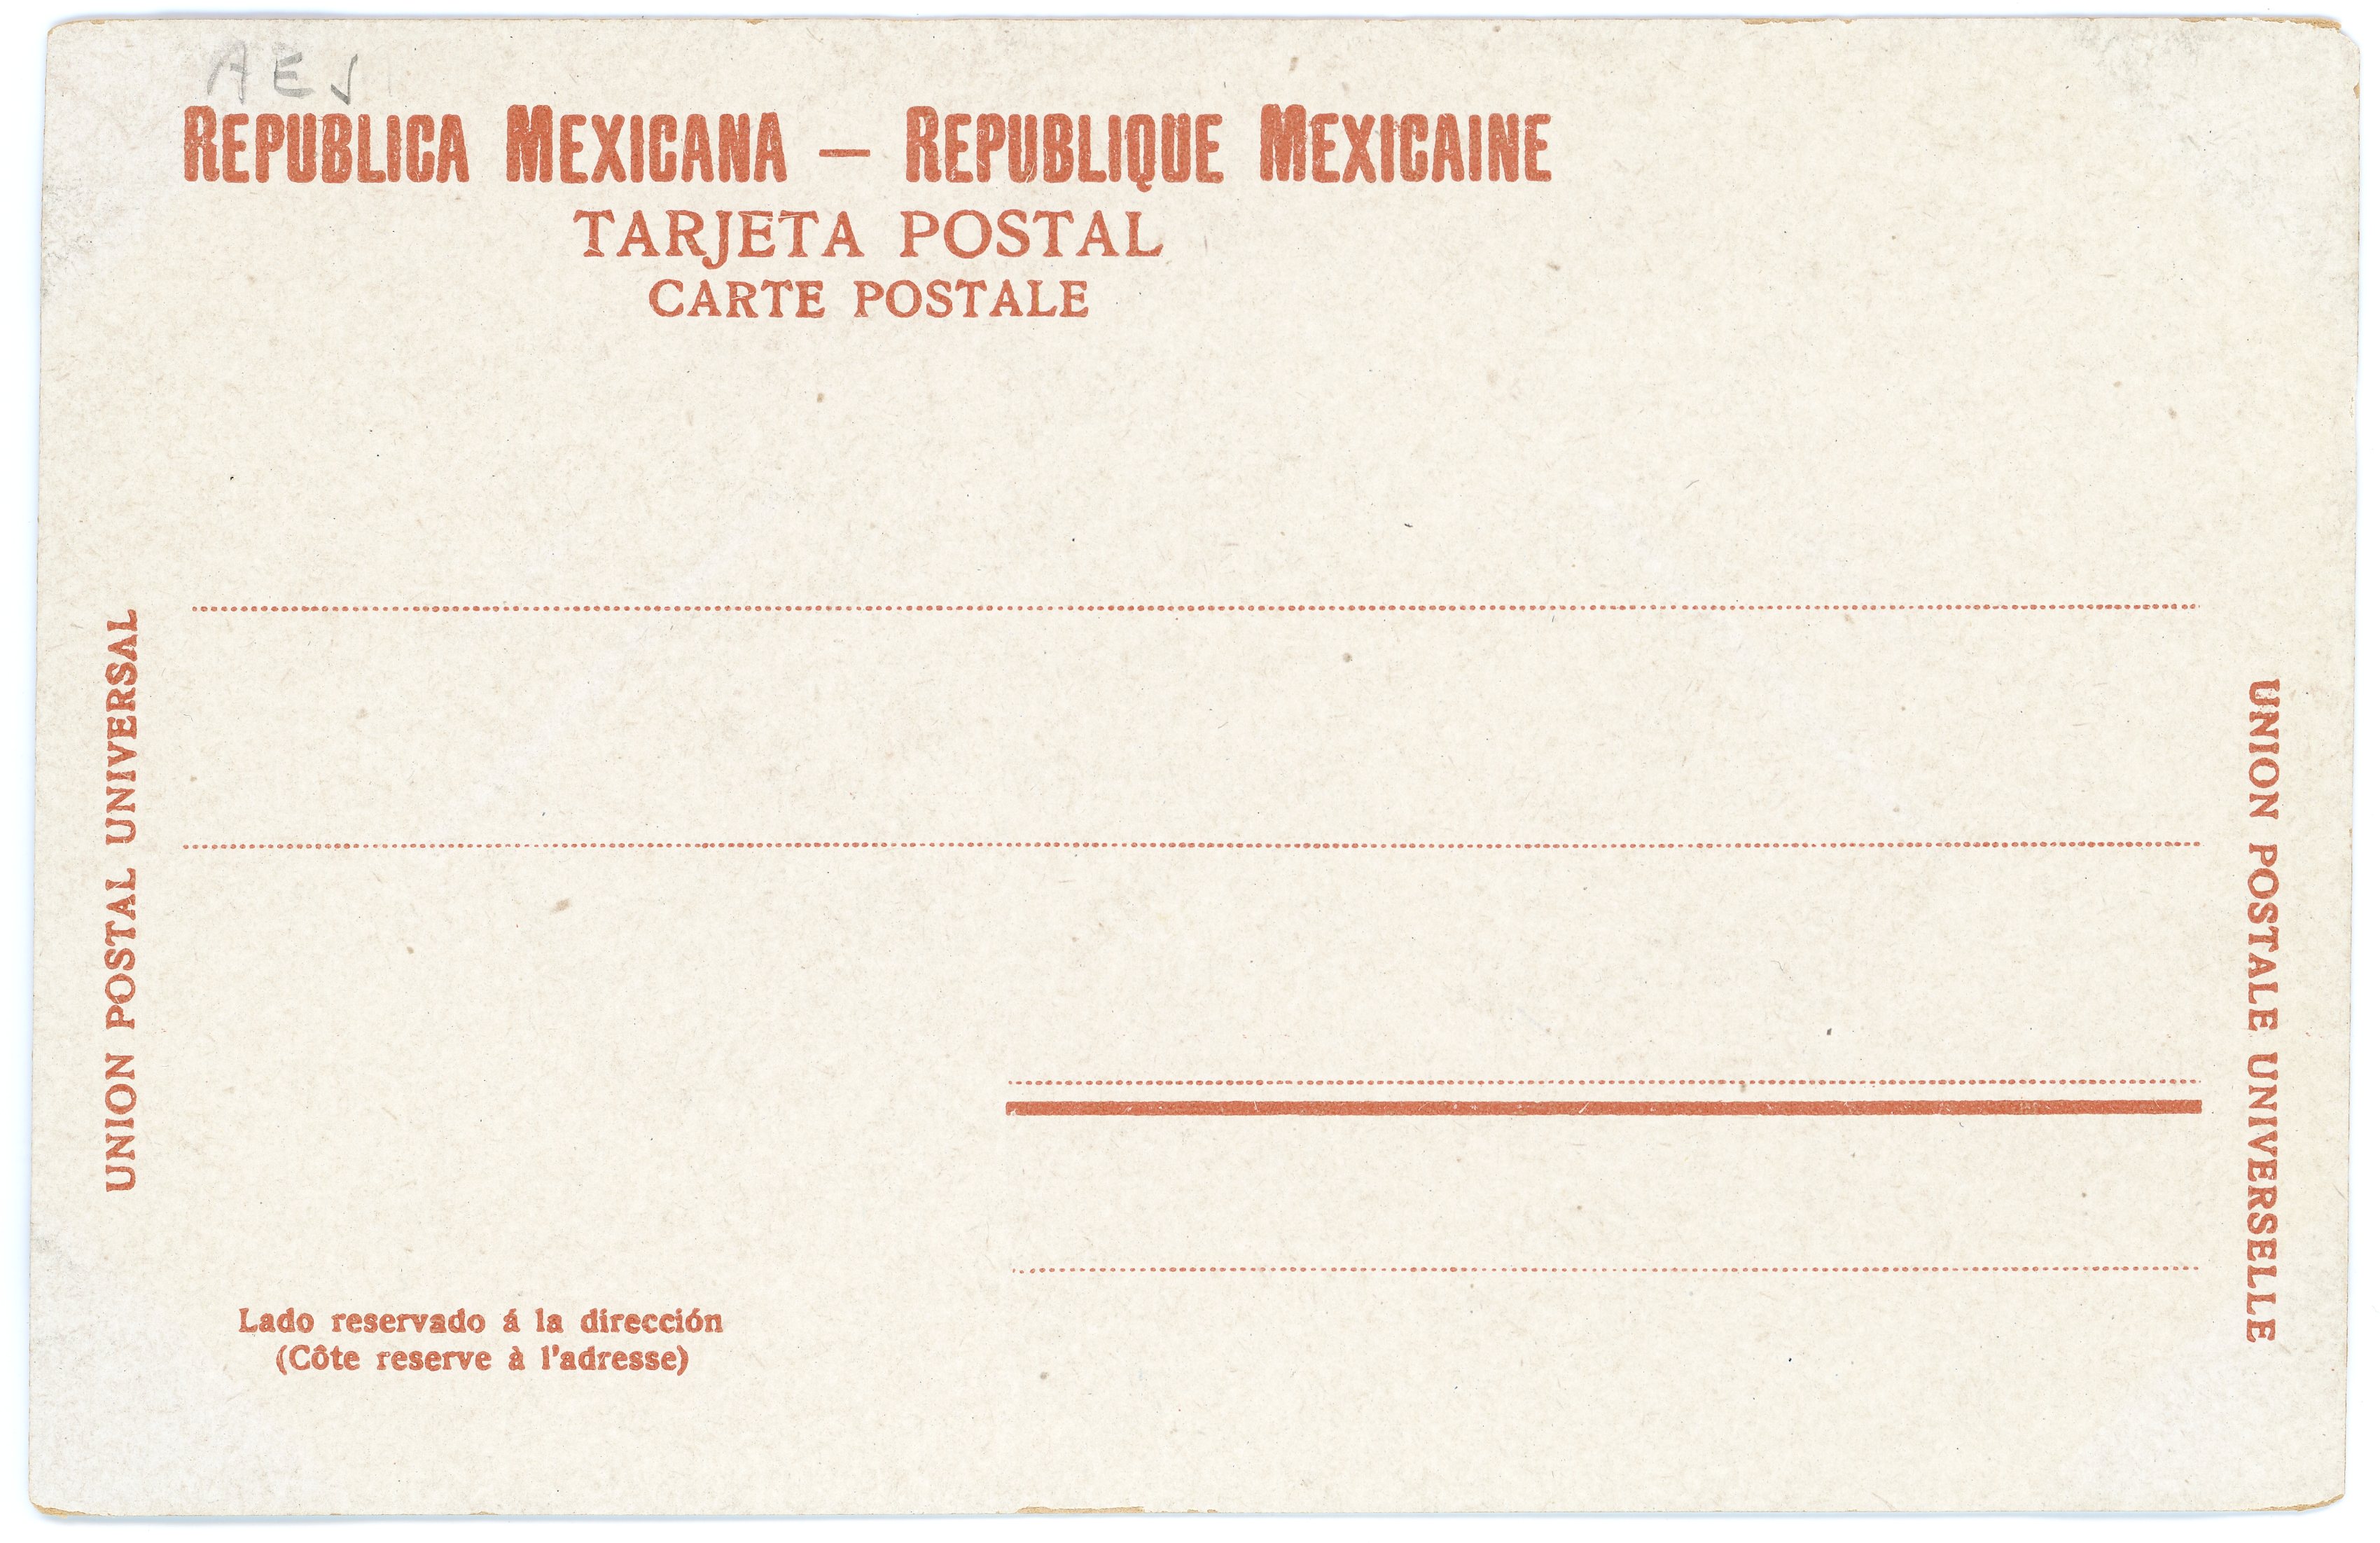 AEJ
REPUBLICA MEXICANA — REPUBLIQUE MEXICAINE
TARJETA POSTAL
CARTE POSTALE
UNION POSTAL UNIVERSAL
UNION POSTALE UNIVERSELLE
Lado reservado á la dirección
(Côte reserve à l'adresse)